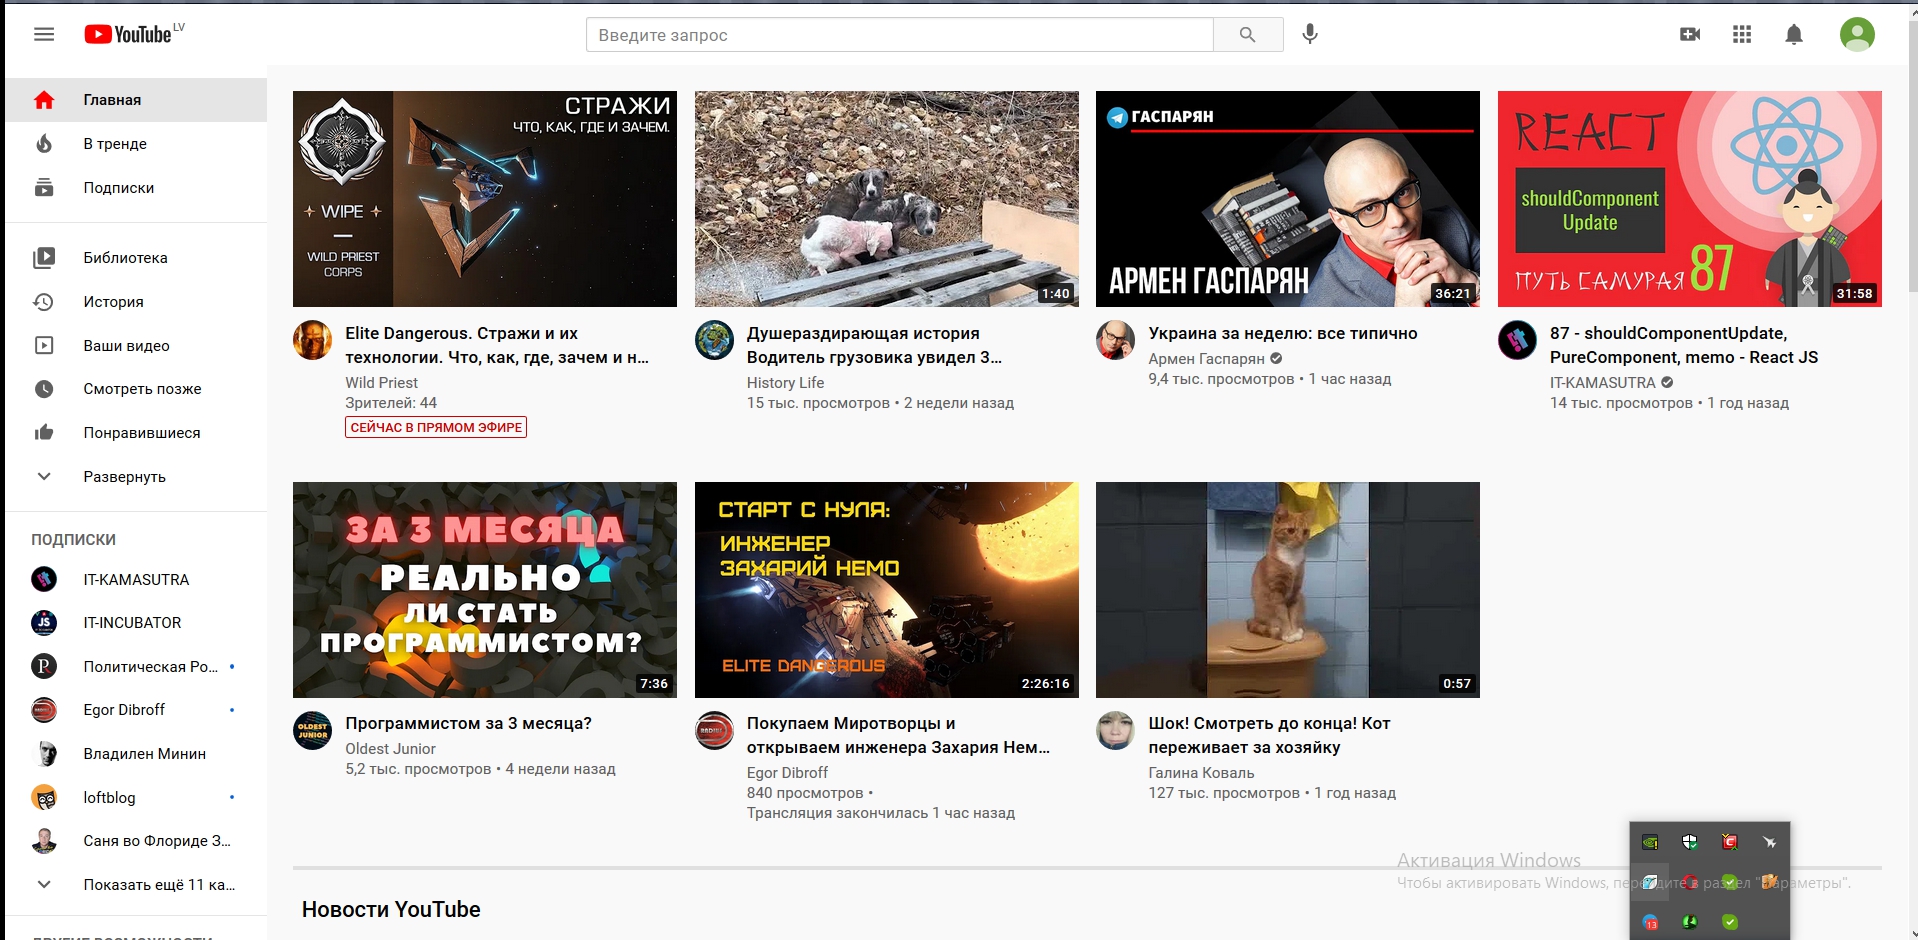 YouTube LV
Введите запрос
Главная
В тренде
Подписки
Библиотека
История
Ваши видео
Смотреть позже
Понравившиеся
Развернуть
ПОДПИСКИ
IT-KAMASUTRA
IT-INCUBATOR
Политическая Ро...
Egor Dibroff
Владилен Минин
loftblog
Саня во Флориде З...
Показать ещё 11 ка...
СТРАЖИ
ЧТО, КАК, ГДЕ И ЗАЧЕМ.
WIPE
WILD PRIEST
CORPS
Elite Dangerous. Стражи и их
технологии. Что, как, где, зачем и н...
Wild Priest
Зрителей: 44
СЕЙЧАС В ПРЯМОМ ЭФИРЕ
1:40
Душераздирающая история
Водитель грузовика увидел 3...
History Life
15 тыс. просмотров • 2 недели назад
ГАСПАРЯН
АРМЕН ГАСПАРЯН
36:21
Украина за неделю: все типично
Армен Гаспарян
9,4 тыс. просмотров • 1 час назад
REACT
shouldComponent
Update
ПУТЬ САМУРАЯ 87
31:58
87 - shouldComponentUpdate,
PureComponent, memo - React JS
IT-KAMASUTRA
14 тыс. просмотров • 1 год назад
ЗА 3 МЕСЯЦА
РЕАЛЬНО
ЛИ СТАТЬ
ПРОГРАММИСТОМ?
7:36
OLDEST
JUNIOR
Программистом за 3 месяца?
Oldest Junior
5,2 тыс. просмотров • 4 недели назад
СТАРТ С НУЛЯ:
ИНЖЕНЕР
ЗАХАРИЙ НЕМО
ELITE DANGEROUS
2:26:16
Покупаем Миротворцы и
открываем инженера Захария Нем...
Egor Dibroff
840 просмотров •
Трансляция закончилась 1 час назад
0:57
Шок! Смотреть до конца! Кот
переживает за хозяйку
Галина Коваль
127 тыс. просмотров • 1 год назад
Активация Windows
Чтобы активировать Windows, перейдите в раздел "Параметры".
13
Новости YouTube
ДРУГИЕ ВОЗМОЖНОСТИ